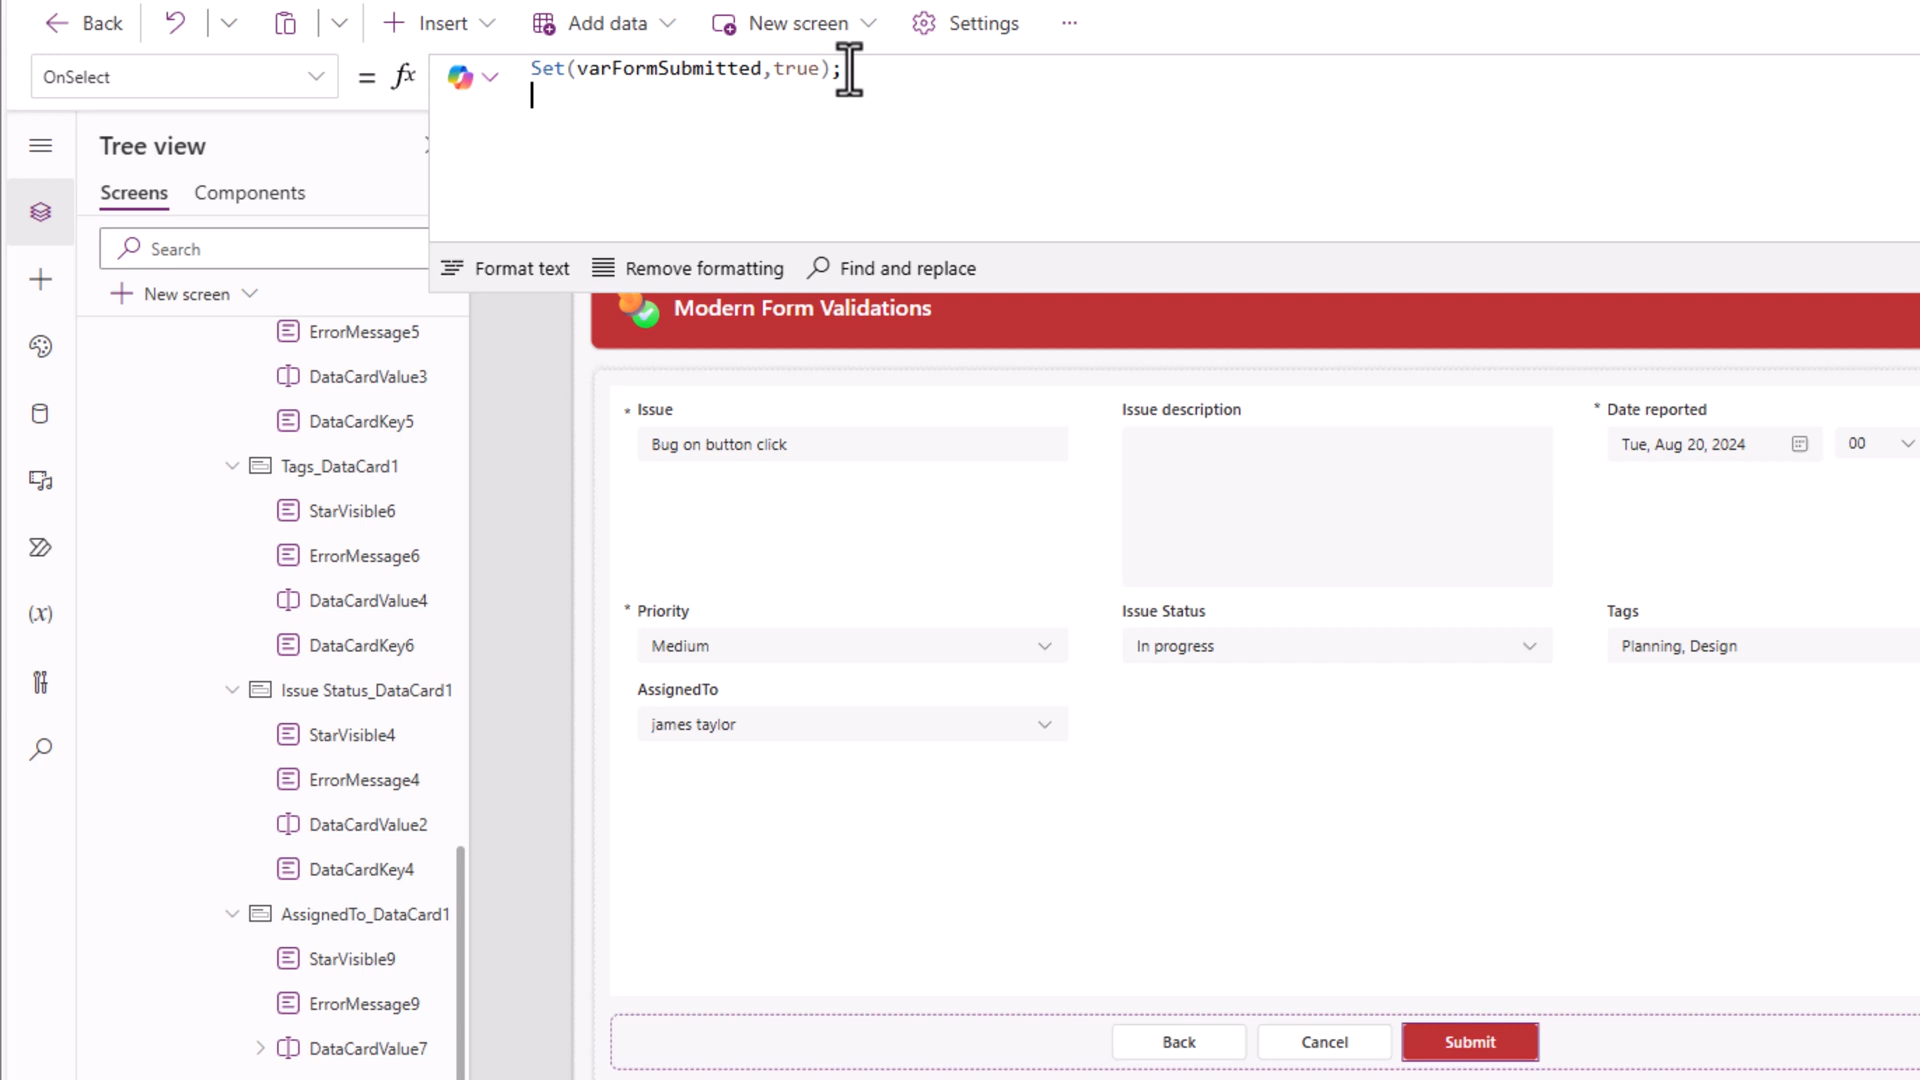 Back
Insert
Add data
New screen
Settings
OnSelect
= fx
Set(varFormSubmitted,true);
Tree view
Screens
Components
Search
New screen
Format text
Remove formatting
Find and replace
ErrorMessage5
DataCardValue3
DataCardKey5
Tags_DataCard1
StarVisible6
ErrorMessage6
DataCardValue4
DataCardKey6
Issue Status_DataCard1
StarVisible4
ErrorMessage4
DataCardValue2
DataCardKey4
AssignedTo_DataCard1
StarVisible9
ErrorMessage9
DataCardValue7
(x)
Modern Form Validations
* Issue
Bug on button click
Issue description
* Date reported
Tue, Aug 20, 2024
00
* Priority
Medium
Issue Status
In progress
Tags
Planning, Design
AssignedTo
james taylor
Back
Cancel
Submit